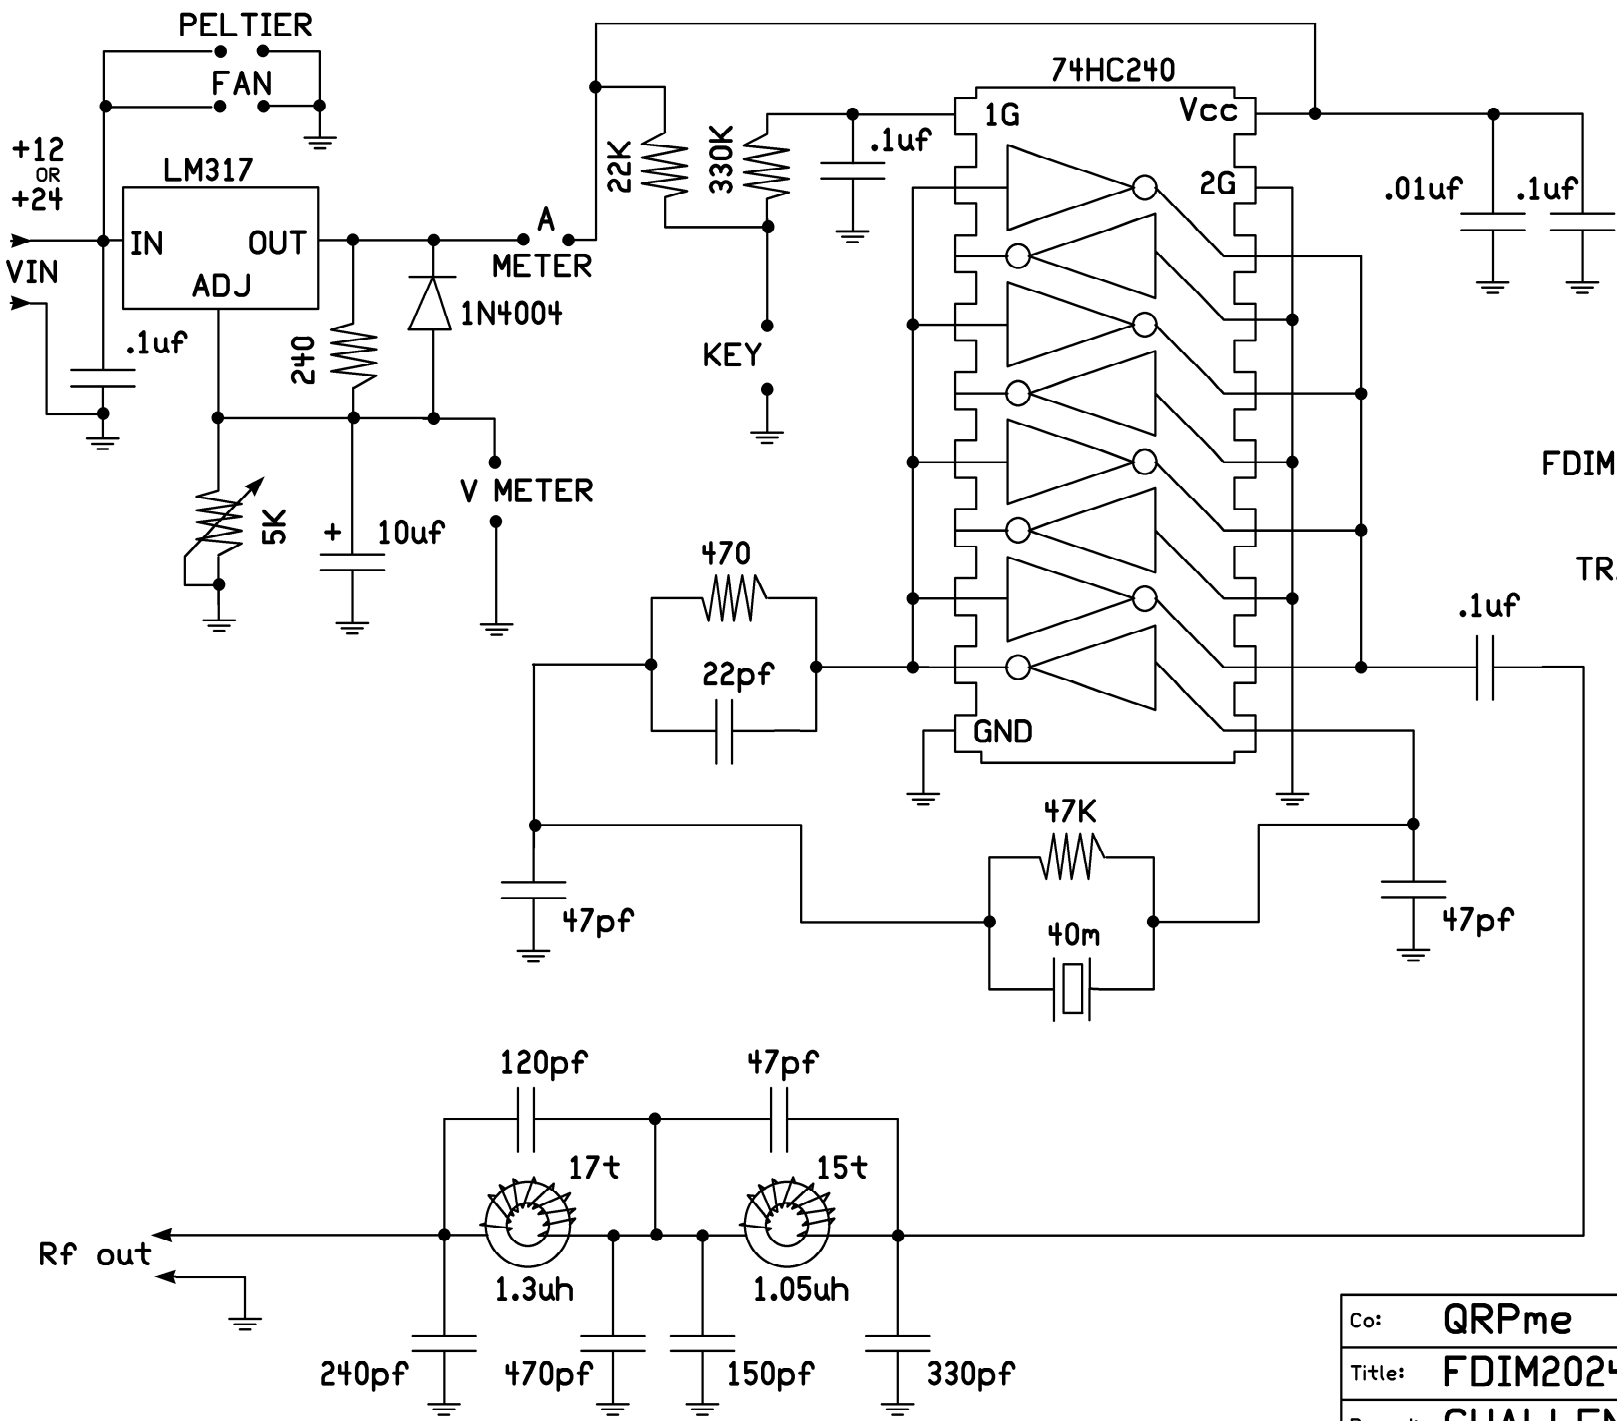 PELTIER
FAN
+12
OR
+24
VIN
LM317
IN
OUT
ADJ
.1uf
240
1N4004
A
METER
V METER
5K
+
10uf
22K
330K
.1uf
KEY
74HC240
1G
Vcc
2G
GND
.01uf
.1uf
FDIM
TR
.1uf
470
22pf
47pf
47K
40m
47pf
120pf
47pf
17t
15t
1.3uh
1.05uh
Rf out
240pf
470pf
150pf
330pf
Co: QRPme
Title: FDIM2024